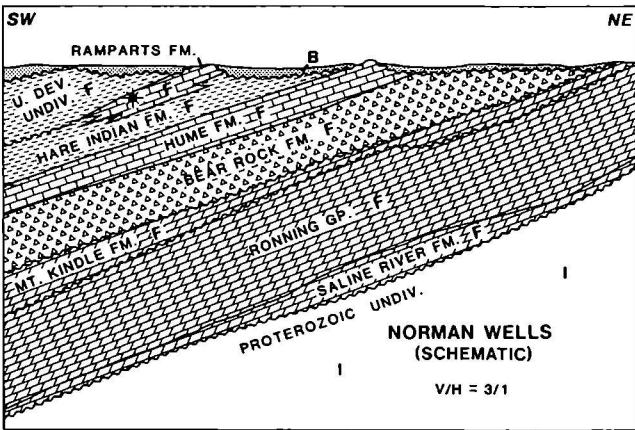 SW NE
RAMPARTS FM.
B
U. DEV.
UNDIV. F
F
HARE INDIAN FM. F
HUME FM. F
BEAR ROCK FM. F
MT. KINDLE FM. F
RONNING GP. F
SALINE RIVER FM. F
PROTEROZOIC UNDIV.
I
I
NORMAN WELLS
(SCHEMATIC)
V/H = 3/1